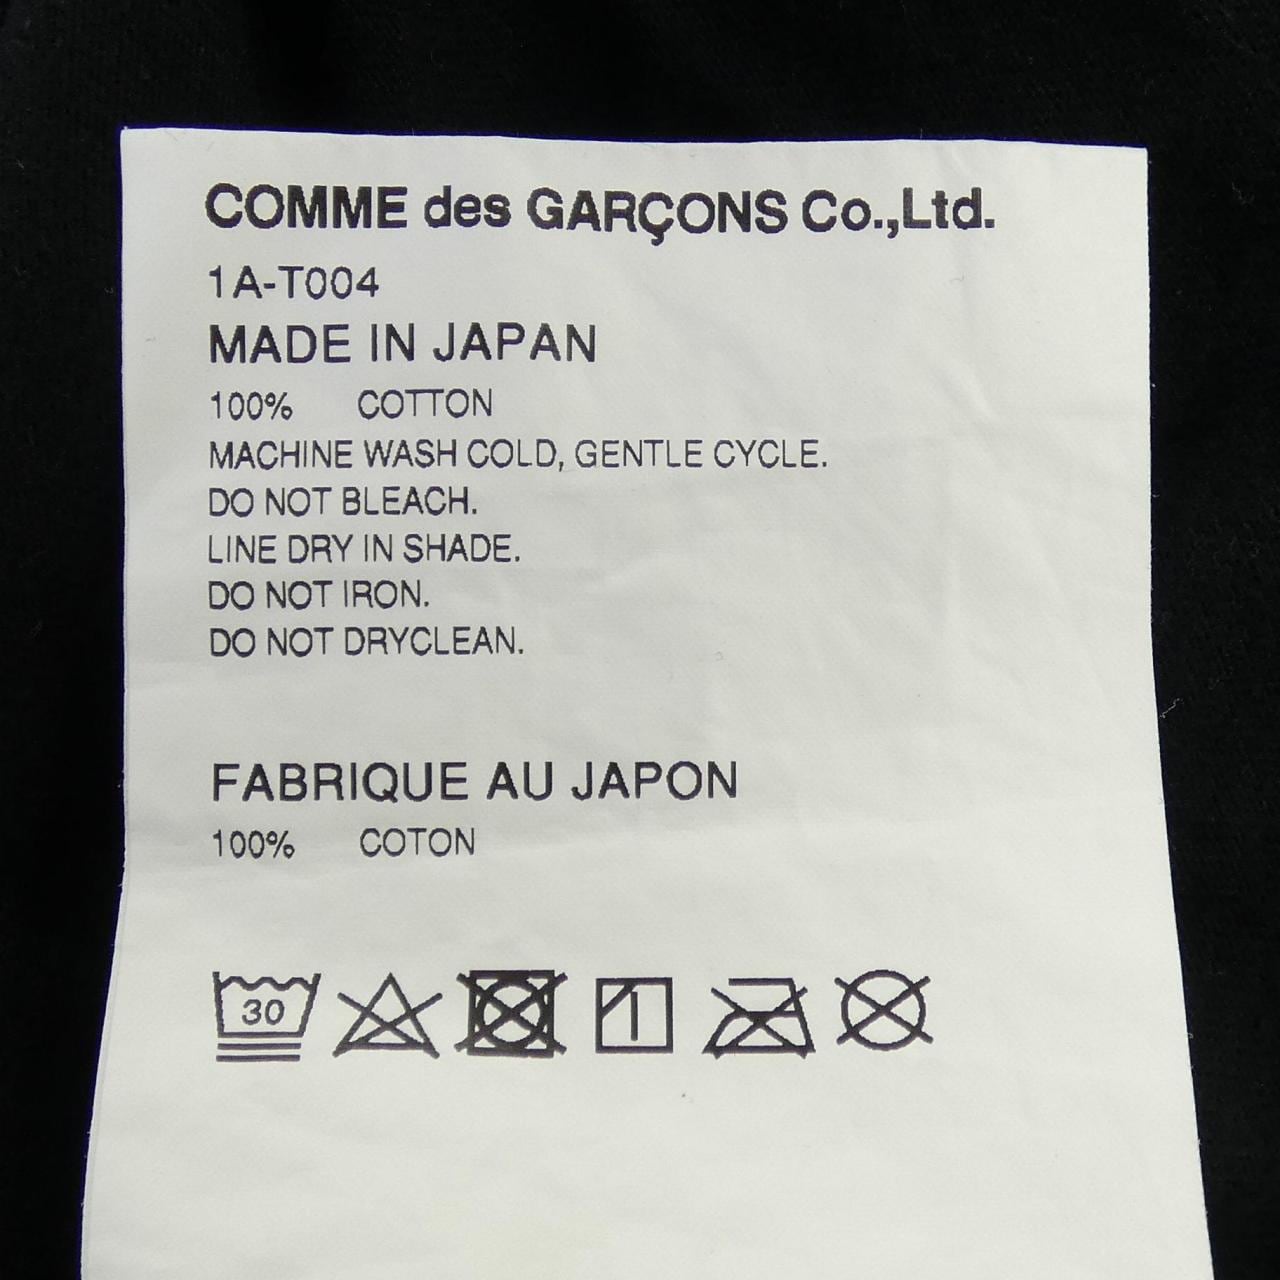 COMME des GARÇONS Co.,Ltd.
1A-T004
MADE IN JAPAN
100% COTTON
MACHINE WASH COLD, GENTLE CYCLE.
DO NOT BLEACH.
LINE DRY IN SHADE.
DO NOT IRON.
DO NOT DRYCLEAN.
FABRIQUE AU JAPON
100% COTON
30